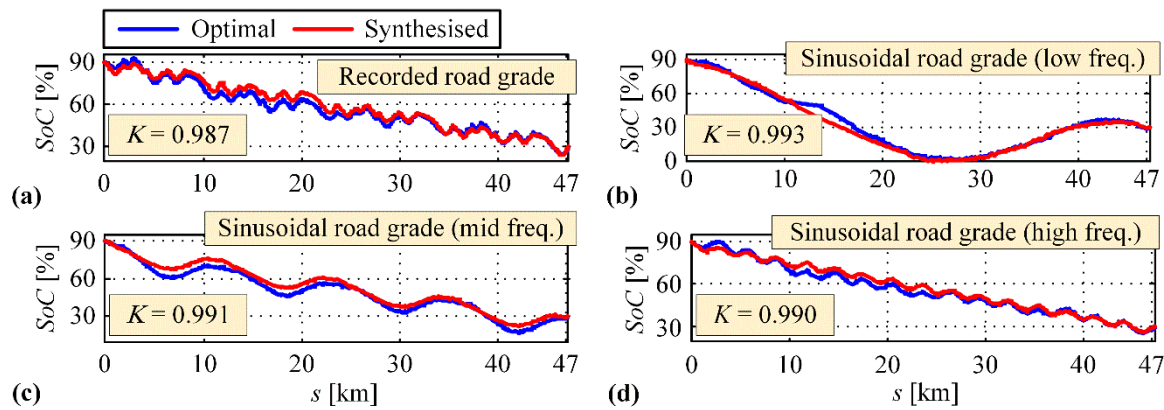 Optimal Synthesised
(a)
SoC [%]
90
60
30
Recorded road grade
K = 0.987
0 10 20 30 40 47
(b)
SoC [%]
90
60
30
0
Sinusoidal road grade (low freq.)
K = 0.993
0 10 20 30 40 47
(c)
SoC [%]
90
60
30
Sinusoidal road grade (mid freq.)
K = 0.991
0 10 20 30 40 47
s [km]
(d)
SoC [%]
90
60
30
Sinusoidal road grade (high freq.)
K = 0.990
0 10 20 30 40 47
s [km]